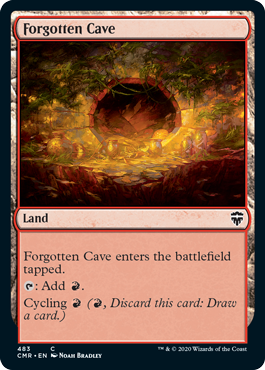 Forgotten Cave
Land
Forgotten Cave enters the battlefield
tapped.
: Add .
Cycling  (, Discard this card: Draw
a card.)
483 C
CMR • EN Noah Bradley ™ & © 2020 Wizards of the Coast